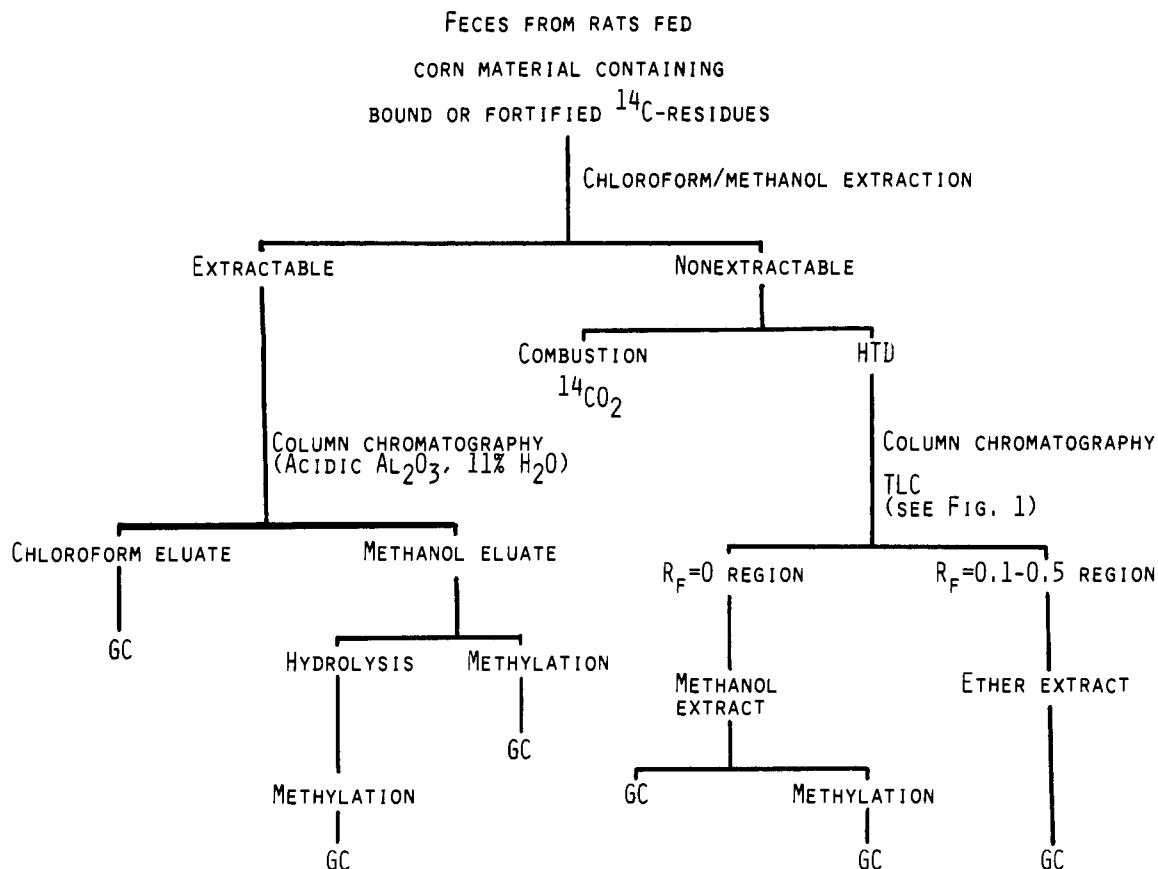 FECES FROM RATS FED
CORN MATERIAL CONTAINING
BOUND OR FORTIFIED ¹⁴C-RESIDUES
CHLOROFORM/METHANOL EXTRACTION
EXTRACTABLE
NONEXTRACTABLE
COMBUSTION
¹⁴CO₂
HTD
COLUMN CHROMATOGRAPHY
(ACIDIC AL₂O₃, 11% H₂O)
COLUMN CHROMATOGRAPHY
TLC
(SEE FIG. 1)
CHLOROFORM ELUATE
METHANOL ELUATE
R_F=0 REGION
R_F=0.1-0.5 REGION
GC
HYDROLYSIS
METHYLATION
METHANOL
EXTRACT
ETHER EXTRACT
GC
METHYLATION
GC
METHYLATION
GC
GC
GC